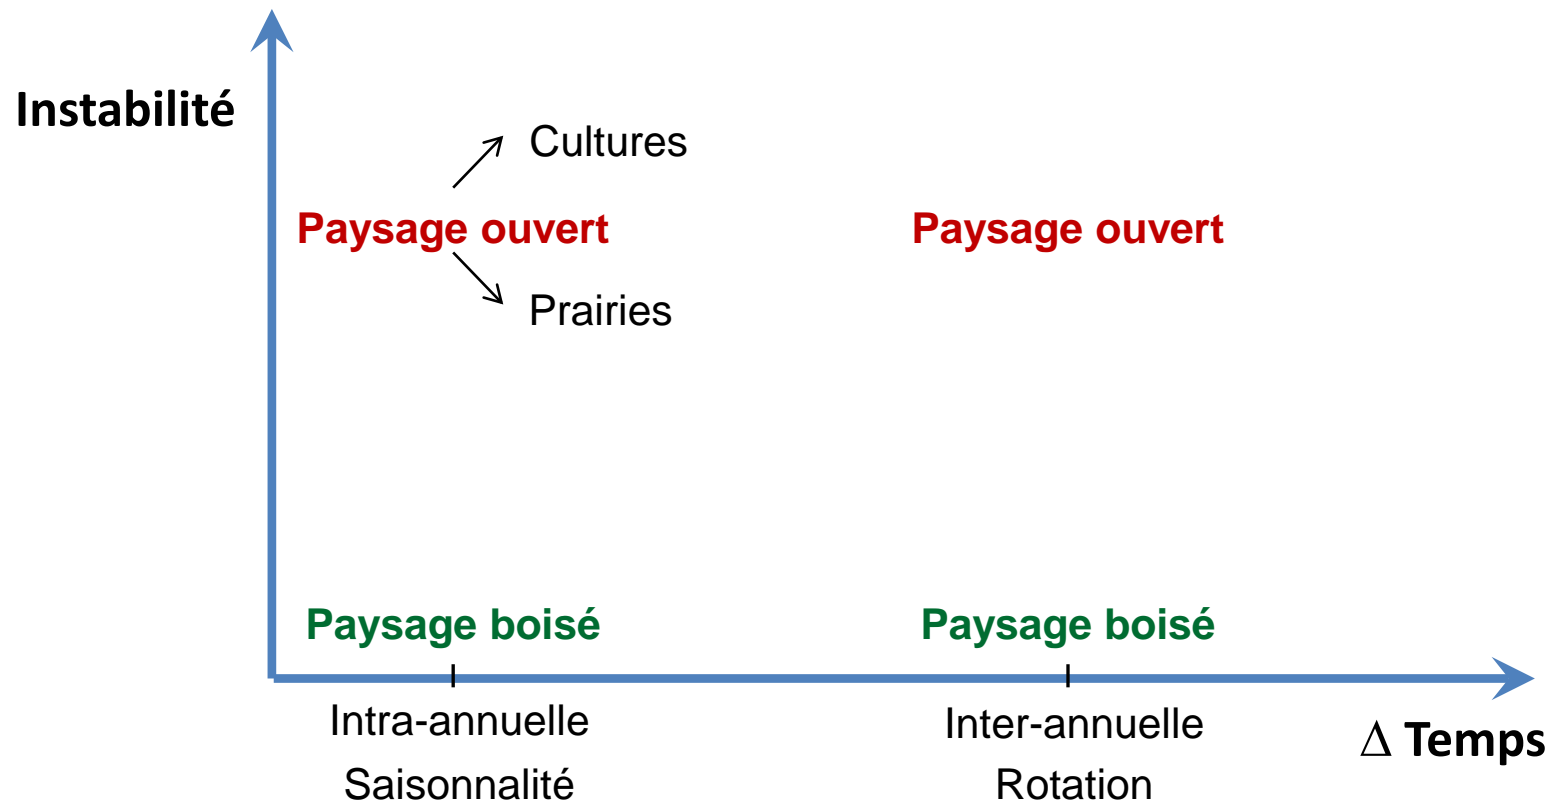 Instabilité
Cultures
Paysage ouvert
Paysage ouvert
Prairies
Paysage boisé
Paysage boisé
Intra-annuelle
Inter-annuelle
Δ Temps
Saisonnalité
Rotation